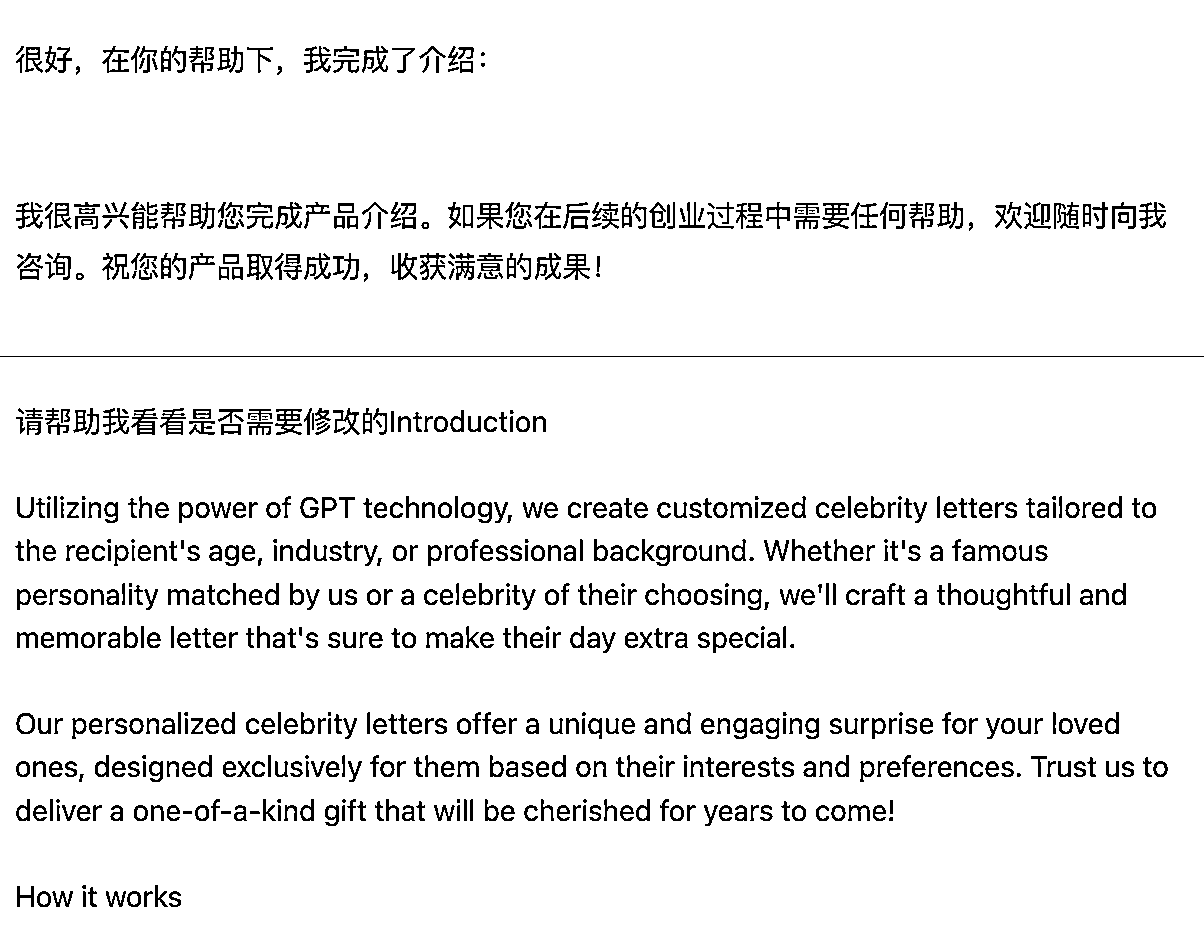 很好，在你的帮助下，我完成了介绍：
我很高兴能帮助您完成产品介绍。如果您在后续的创业过程中需要任何帮助，欢迎随时向我
咨询。祝您的产品取得成功，收获满意的成果！
请帮助我看看是否需要修改的Introduction
Utilizing the power of GPT technology, we create customized celebrity letters tailored to
the recipient's age, industry, or professional background. Whether it's a famous
personality matched by us or a celebrity of their choosing, we'll craft a thoughtful and
memorable letter that's sure to make their day extra special.
Our personalized celebrity letters offer a unique and engaging surprise for your loved
ones, designed exclusively for them based on their interests and preferences. Trust us to
deliver a one-of-a-kind gift that will be cherished for years to come!
How it works